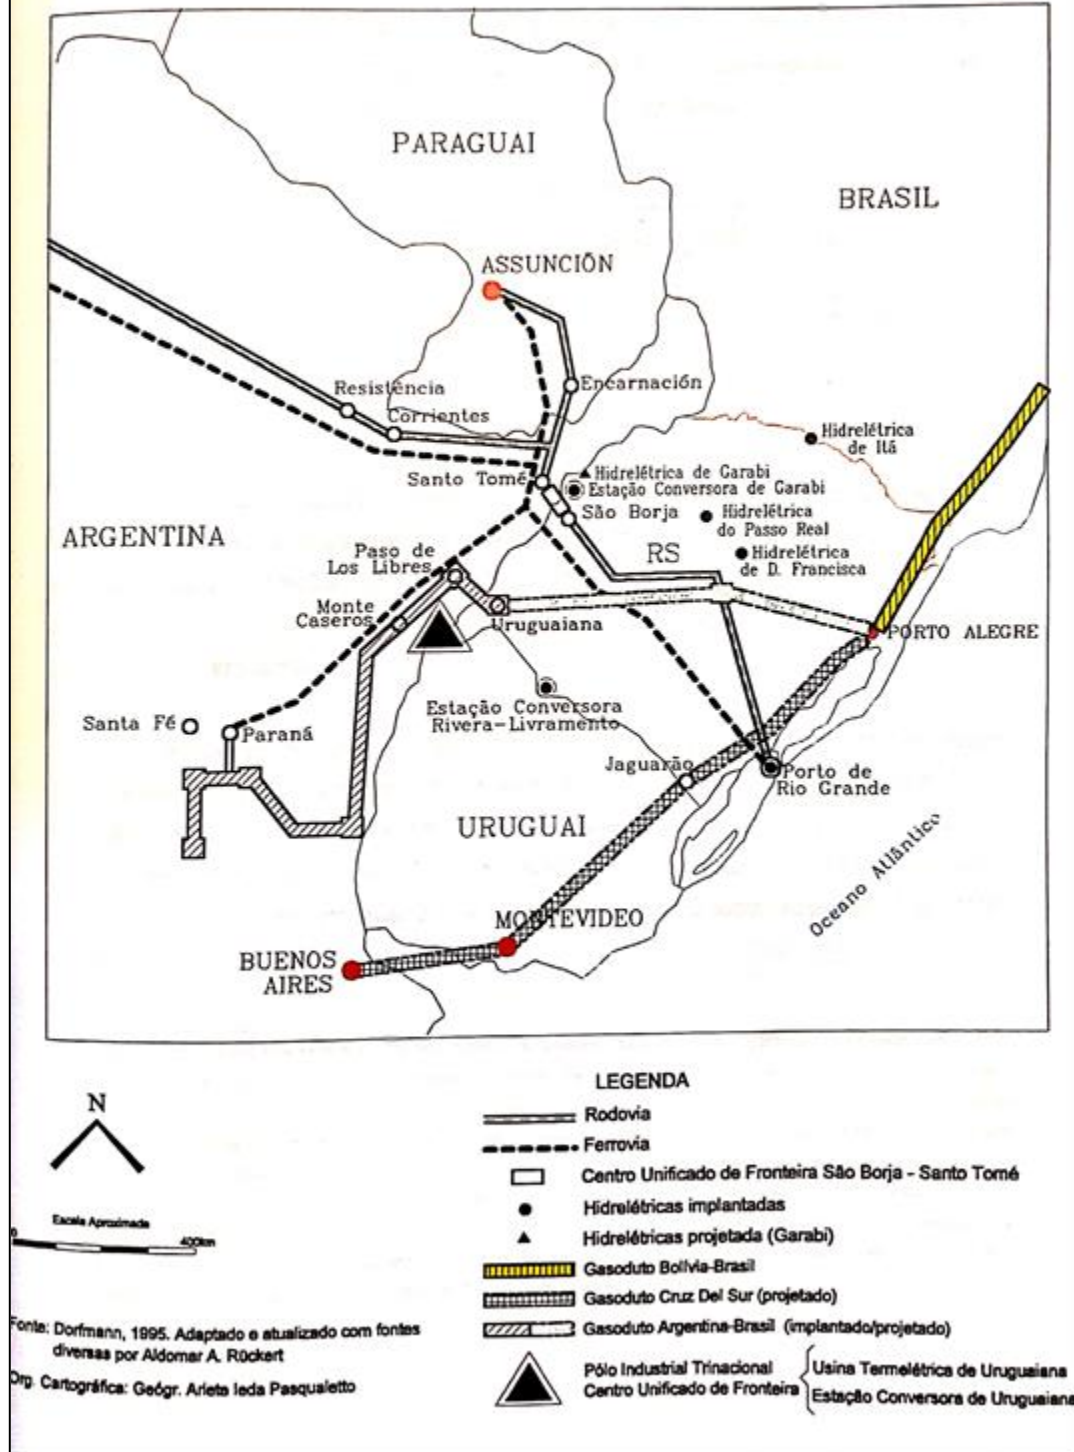 PARAGUAI
BRASIL
ASSUNCIÓN
Resistência
Corrientes
Encarnación
Hidrelétrica
de Itá
Santo Tomé
Hidrelétrica de Garabi
Estação Conversora de Garabi
São Borja
Hidrelétrica
do Passo Real
ARGENTINA
RS
Hidrelétrica
de D. Francisca
Paso de
Los Libres
Monte
Caseros
Uruguaiana
PORTO ALEGRE
Estação Conversora
Rivera-Livramento
Santa Fé
Paraná
Jaguarão
Porto de
Rio Grande
URUGUAI
Oceano Atlântico
MONTEVIDEO
BUENOS
AIRES
LEGENDA
N
Rodovia
Ferrovia
Centro Unificado de Fronteira São Borja - Santo Tomé
Hidrelétricas implantadas
Hidrelétricas projetada (Garabi)
Escala Aproximada
0 400km
Gasoduto Bolívia-Brasil
Gasoduto Cruz Del Sur (projetado)
Gasoduto Argentina-Brasil (implantado/projetado)
Fonte: Dorfmann, 1995. Adaptado e atualizado com fontes
diversas por Aldomar A. Rückert
Org. Cartográfica: Geógr. Ariete Ieda Pasqualetto
Pólo Industrial Trinacional
Centro Unificado de Fronteira
Usina Termelétrica de Uruguaiana
Estação Conversora de Uruguaiana